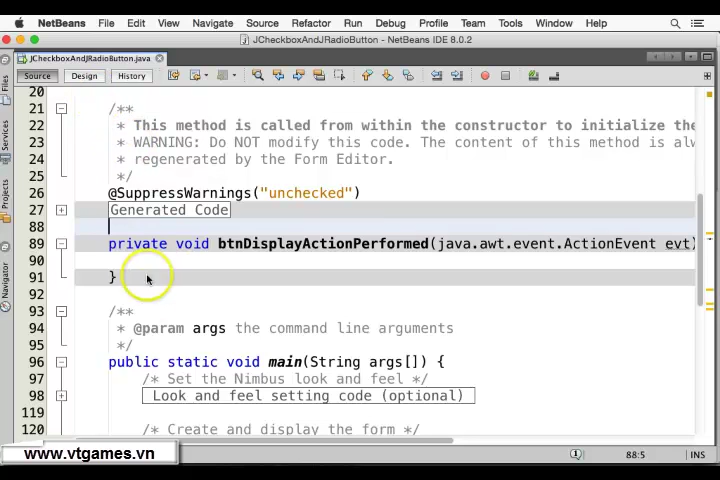 NetBeans File Edit View Navigate Source Refactor Run Debug Profile Team Tools Window Help
JCheckboxAndJRadioButton.java - NetBeans IDE 8.0.2
JCheckboxAndJRadioButton.java
Source Design History
Files
Services
Projects
Navigator
20
21 /**
22 * This method is called from within the constructor to initialize the
23 * WARNING: Do NOT modify this code. The content of this method is alw
24 * regenerated by the Form Editor.
25 */
26 @SuppressWarnings("unchecked")
27 Generated Code
88
89 private void btnDisplayActionPerformed(java.awt.event.ActionEvent evt)
90
91 }
92
93 /**
94 * @param args the command line arguments
95 */
96 public static void main(String args[]) {
97 /* Set the Nimbus look and feel */
98 Look and feel setting code (optional)
119
120 /* Create and display the form */
www.vtgames.vn
1
88:5 INS